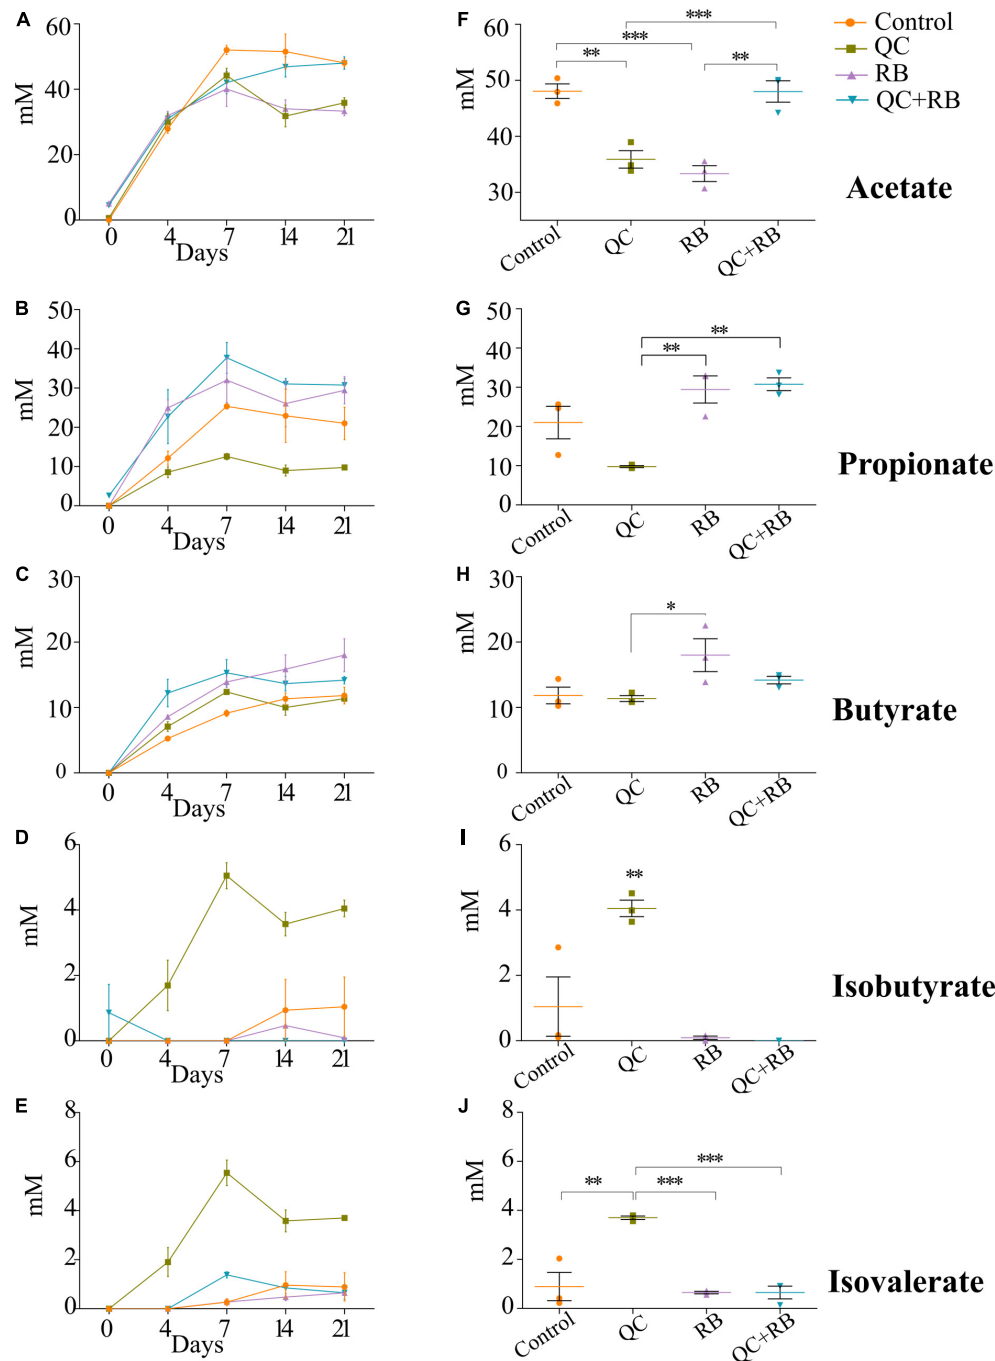 A
60
40
20
0
mM
0 4 7 14 21
Days
F
50
40
30
mM
*** 
*** 
** 
**
Control QC RB QC+RB
Control
QC
RB
QC+RB
Acetate
B
50
40
30
20
10
0
mM
0 4 7 14 21
Days
G
50
40
30
20
10
0
mM
**
**
Control QC RB QC+RB
Propionate
C
30
20
10
0
mM
0 4 7 14 21
Days
H
30
20
10
0
mM
*
Control QC RB QC+RB
Butyrate
D
6
4
2
0
mM
0 4 7 14 21
Days
I
6
4
2
0
mM
**
Control QC RB QC+RB
Isobutyrate
E
8
6
4
2
0
mM
0 4 7 14 21
Days
J
8
6
4
2
0
mM
***
** ***
Control QC RB QC+RB
Isovalerate